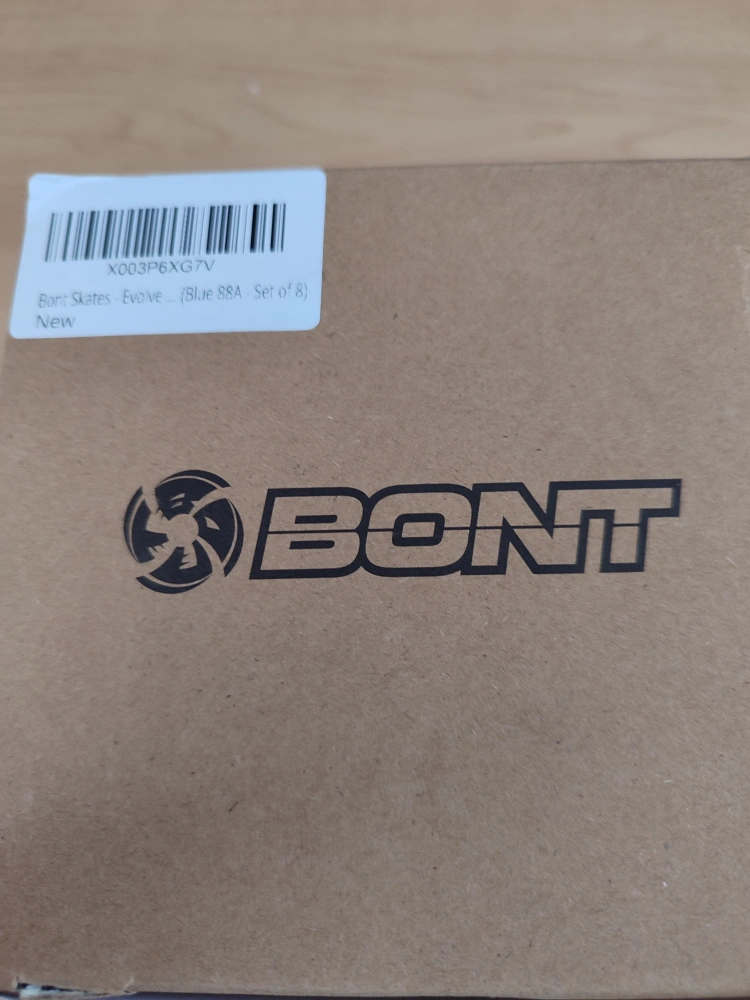 X003P6XG7V
Bont Skates - Evolve ... (Blue 88A - Set of 8)
New
BONT